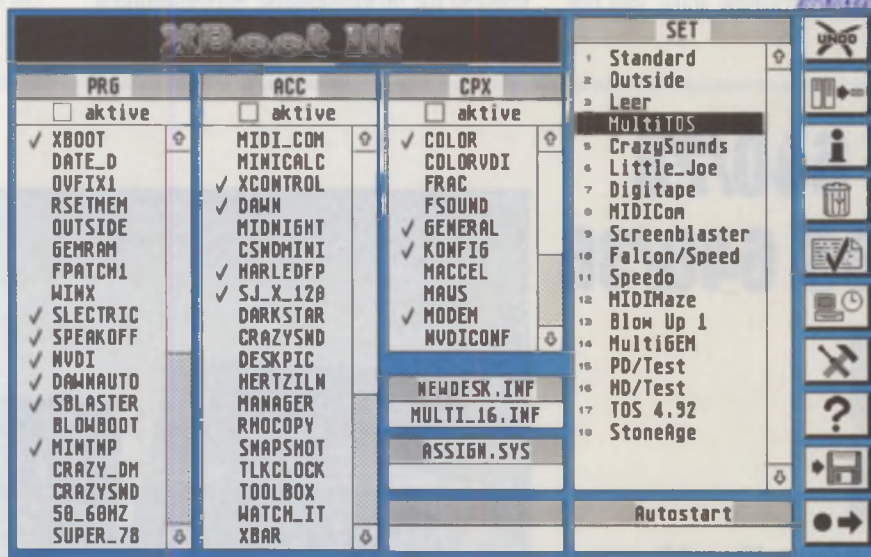 XBoot III
PRG
aktive
XBOOT
DATE_D
OVFIX1
RSETMEM
OUTSIDE
GEMRAM
FPATCH1
WINX
SLECTRIC
SPEAKOFF
NVDI
DAWNAUTO
SBLASTER
BLOWBOOT
MINTNP
CRAZY_DM
CRAZYSND
50_60HZ
SUPER_78
ACC
aktive
MIDI_COM
MINICALC
XCONTROL
DAWN
MIDNIGHT
CSNDMINI
HARLEDFP
SJ_X_120
DARKSTAR
CRAZYSND
DESKPIC
HERTZILN
MANAGER
RHOCOPY
SNAPSHOT
TLKCLOCK
TOOLBOX
WATCH_IT
XBAR
CPX
aktive
COLOR
COLORVDI
FRAC
FSOUND
GENERAL
KONFIG
MACCEL
MAUS
MODEM
NVDICONF
NEWDESK.INF
MULTI_16.INF
ASSIGN.SYS
SET
1 Standard
2 Outside
3 Leer
MultiTOS
5 CrazySounds
6 Little_Joe
7 Digitape
8 MIDICom
9 Screenblaster
10 Falcon/Speed
11 Speedo
12 MIDIMaze
13 Blow Up 1
14 MultiGEM
15 PD/Test
16 HD/Test
17 TOS 4.92
18 StoneAge
Autostart
UNDO